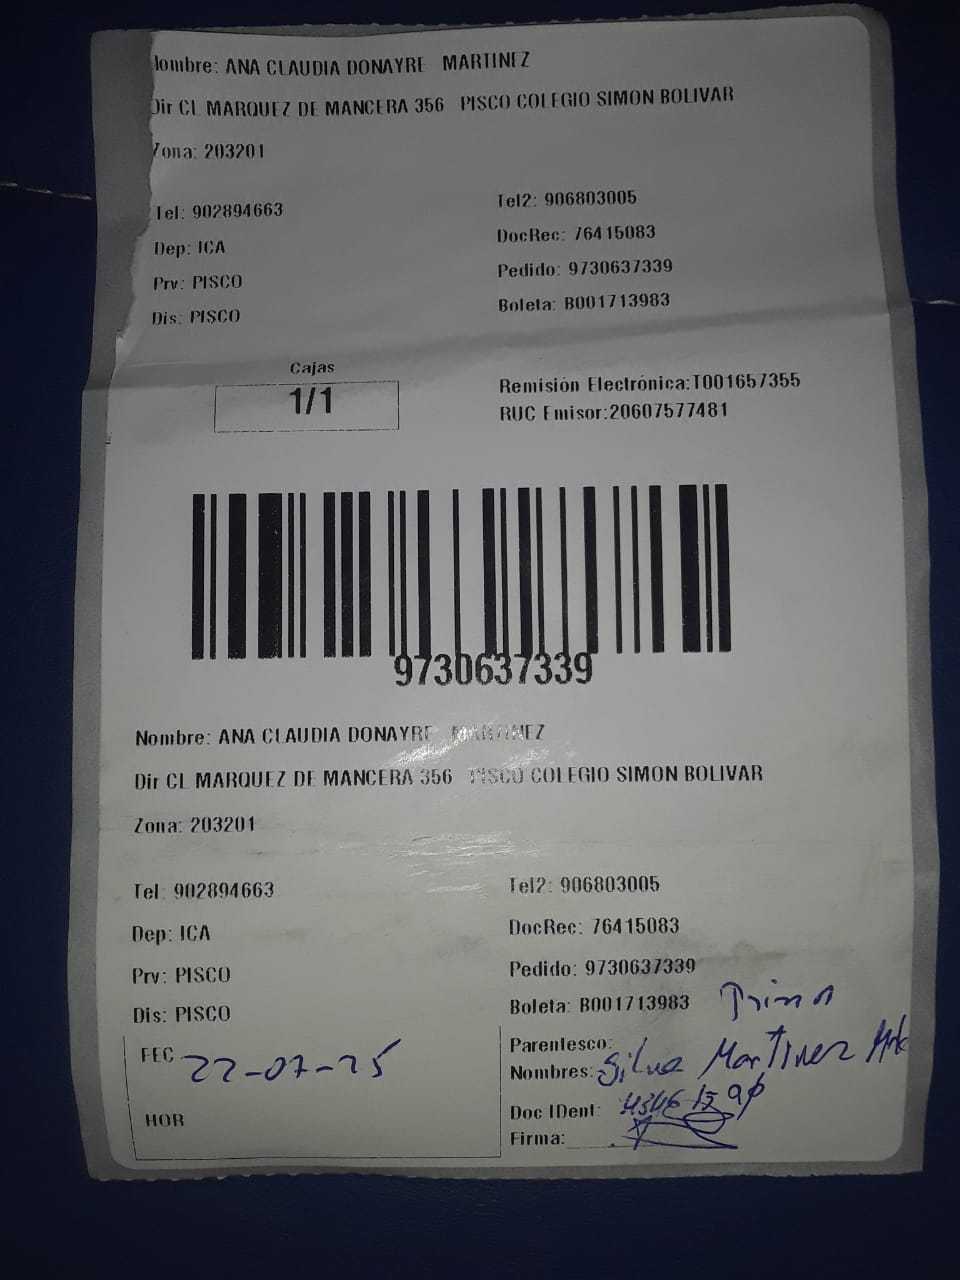 Nombre: ANA CLAUDIA DONAYRE MARTINEZ
Dir CL MARQUEZ DE MANCERA 356 PISCO COLEGIO SIMON BOLIVAR
Zona: 203201
Tel: 902894663 Tel2: 906803005
Dep: ICA DocRec: 76415083
Prv: PISCO Pedido: 9730637339
Dis: PISCO Boleta: B001713983
Cajas
1/1
Remisión Electrónica:T001657355
RUC Emisor:20607577481
9730637339
Nombre: ANA CLAUDIA DONAYRE MARTINEZ
Dir CL MARQUEZ DE MANCERA 356 PISCO COLEGIO SIMON BOLIVAR
Zona: 203201
Tel: 902894663 Tel2: 906803005
Dep: ICA DocRec: 76415083
Prv: PISCO Pedido: 9730637339
Dis: PISCO Boleta: B001713983
FEC 22-07-25
HOR
Parentesco:
Nombres: Martinez
Doc IDent:
Firma: